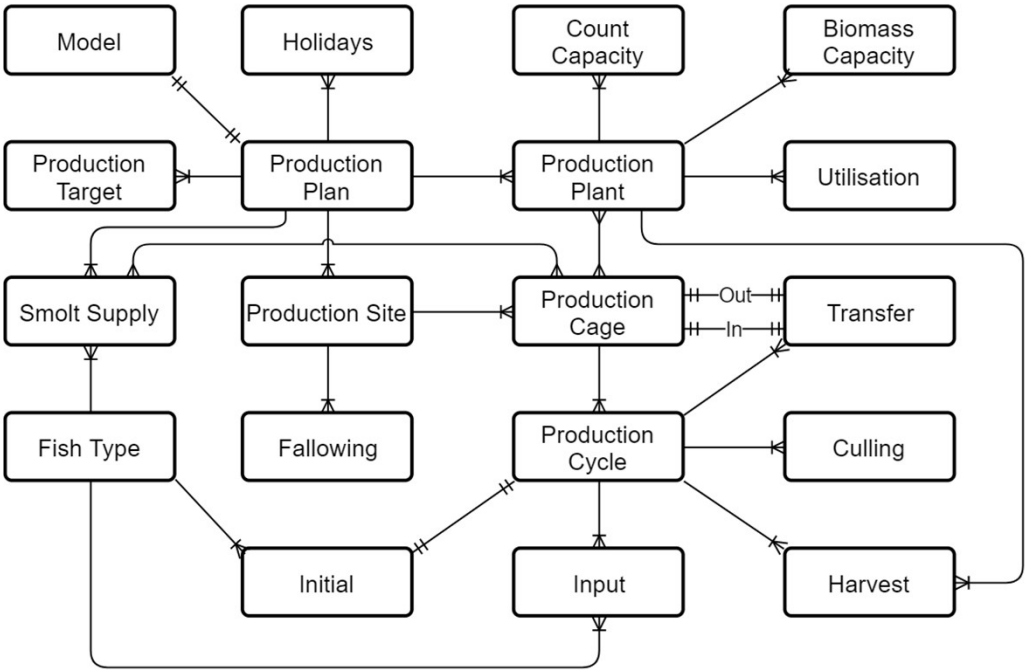 Model
Holidays
Count
Capacity
Biomass
Capacity
Production
Target
Production
Plan
Production
Plant
Utilisation
Smolt Supply
Production Site
Production
Cage
Out
In
Transfer
Fish Type
Fallowing
Production
Cycle
Culling
Initial
Input
Harvest